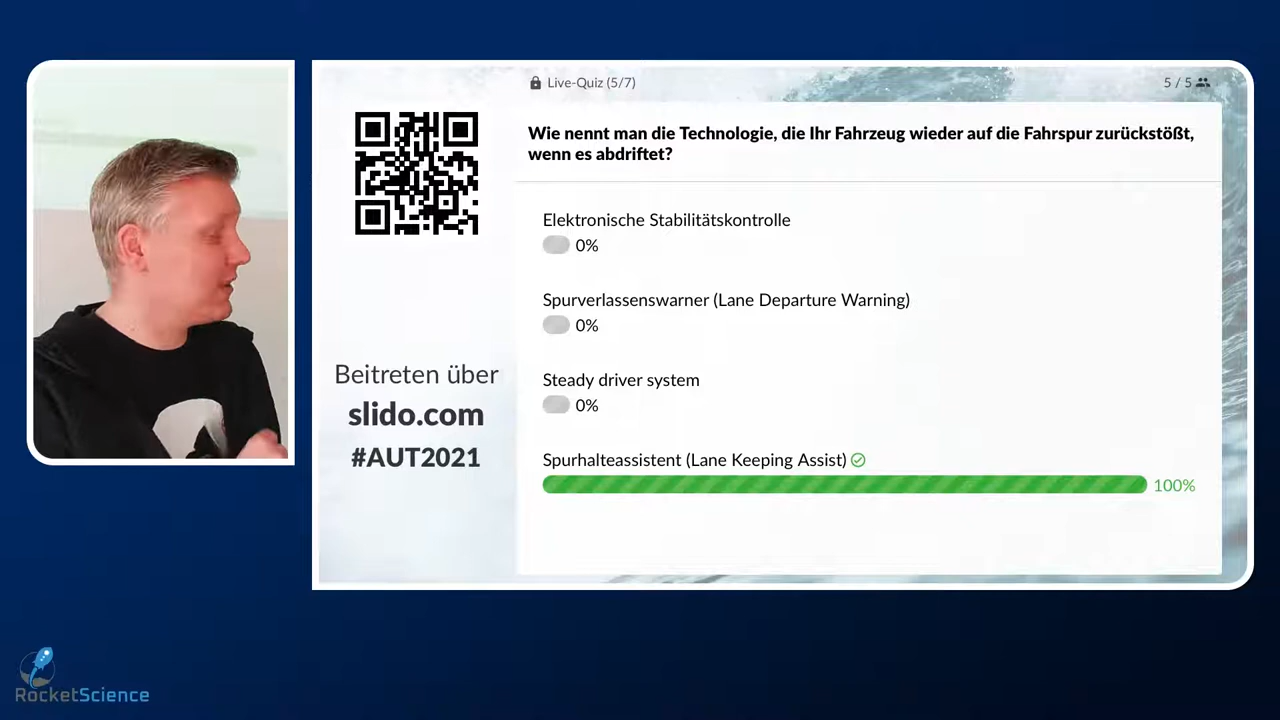 Live-Quiz (5/7)
5 / 5
Wie nennt man die Technologie, die Ihr Fahrzeug wieder auf die Fahrspur zurückstößt,
wenn es abdriftet?
Elektronische Stabilitätskontrolle
0%
Spurverlassenswarner (Lane Departure Warning)
0%
Steady driver system
0%
Spurhalteassistent (Lane Keeping Assist)
100%
Beitreten über
slido.com
#AUT2021
RocketScience